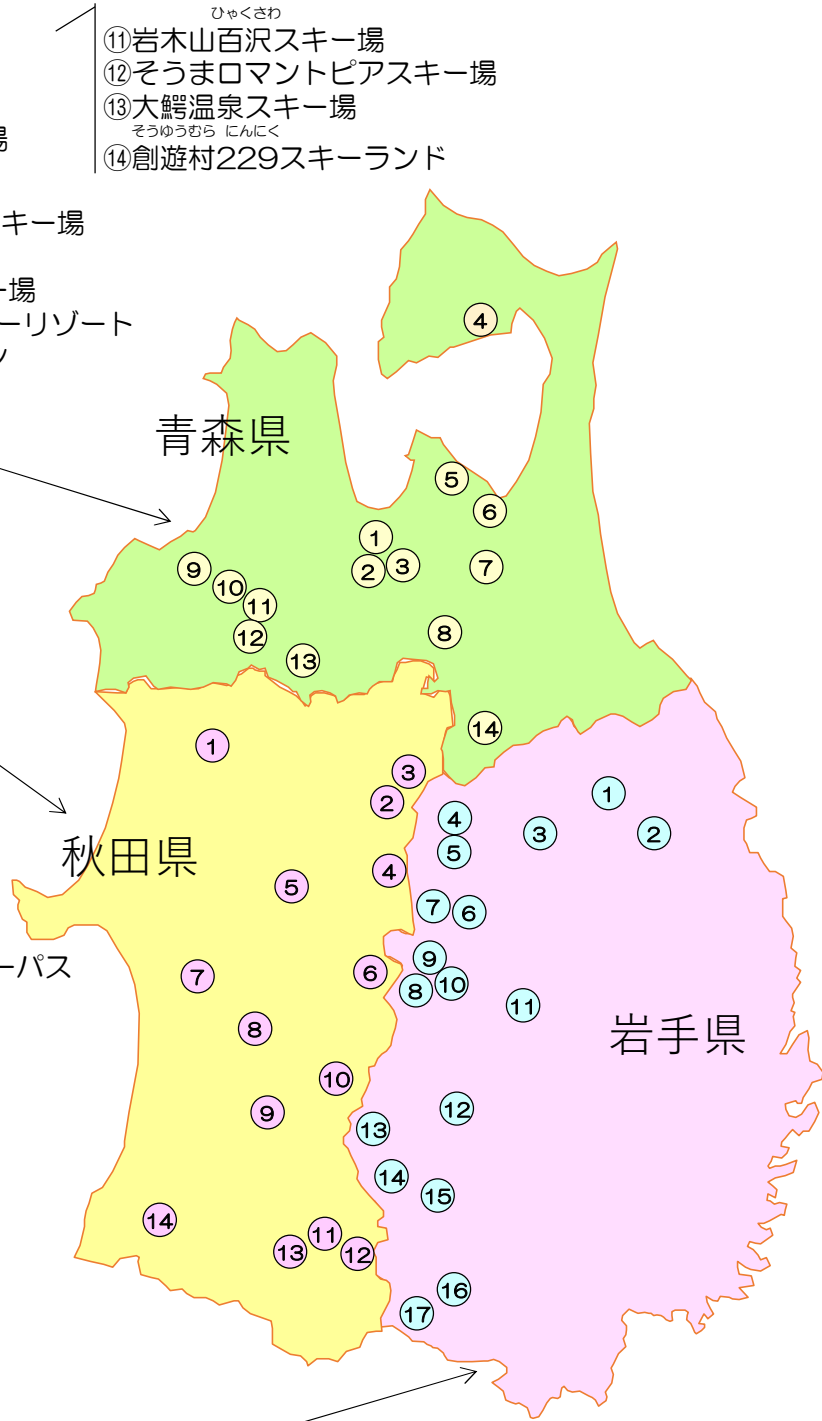 ひゃくさわ
⑪岩木山百沢スキー場
⑫そうまロマントピアスキー場
⑬大鰐温泉スキー場
そうゆうむら にんにく
⑭創遊村229スキーランド
場
スキー場
ー場
ーリゾート
ン
青森県
④
⑤
⑥
①
② ③ ⑦
⑨
⑩
⑪
⑫
⑧
⑬
⑭
秋田県
①
③
②
④
⑤
⑥
⑦
⑧
⑩
⑨
⑭
⑪
⑬ ⑫
ーパス
岩手県
①
④
③ ②
⑤
⑦ ⑥
⑨
⑧ ⑩
⑪
⑫
⑬
⑭
⑮
⑯
⑰